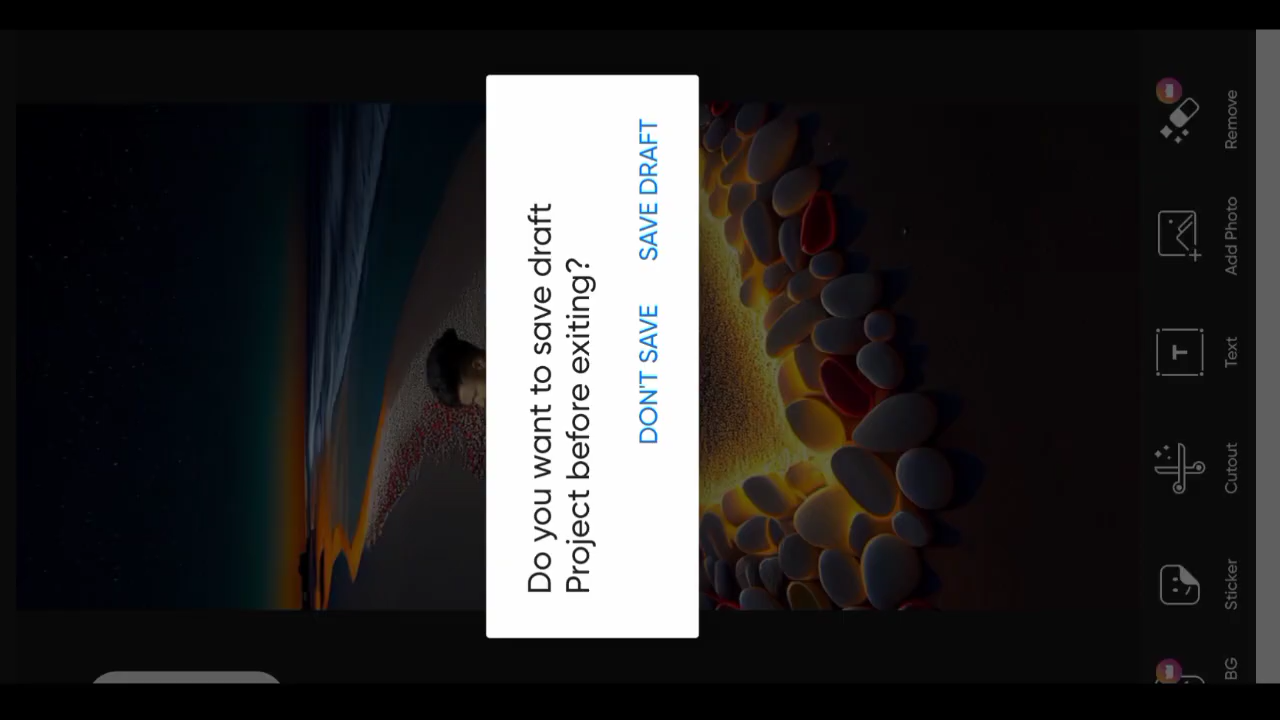 Do you want to save draft
Project before exiting?
DON'T SAVE SAVE DRAFT
BG
Sticker
Cutout
Text
Add Photo
Remove